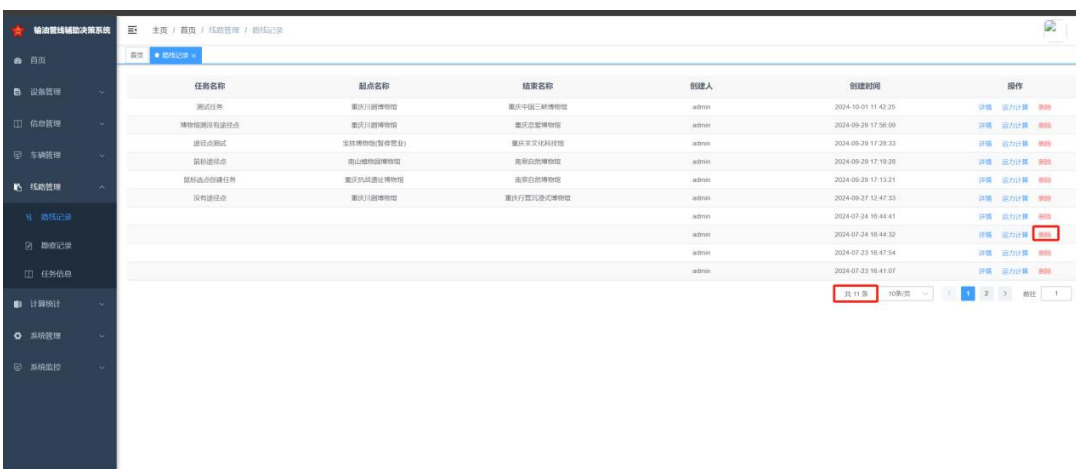 输油管线辅助决策系统
主页 / 首页 / 线路管理 / 路线记录
首页 路线记录 ×
首页
设备管理
信息管理
车辆管理
线路管理
路线记录
勘察记录
任务信息
计算统计
系统管理
系统监控
任务名称 起点名称 结束名称 创建人 创建时间 操作
测试任务 重庆川剧博物馆 重庆中国三峡博物馆 admin 2024-10-01 11:42:25 详情 运力计算 删除
博物馆测没有途径点 重庆川剧博物馆 重庆恋爱博物馆 admin 2024-09-29 17:56:09 详情 运力计算 删除
途径点测试 宝林博物馆(暂停营业) 重庆羊文化科技馆 admin 2024-09-29 17:28:33 详情 运力计算 删除
鼠标途径点 南山植物园博物馆 南泉自然博物馆 admin 2024-09-29 17:19:28 详情 运力计算 删除
鼠标选点创建任务 重庆抗战遗址博物馆 南泉自然博物馆 admin 2024-09-29 17:13:21 详情 运力计算 删除
没有途径点 重庆川剧博物馆 重庆行置沉浸式博物馆 admin 2024-09-27 12:47:33 详情 运力计算 删除
admin 2024-07-24 16:44:41 详情 运力计算 删除
admin 2024-07-24 16:44:32 详情 运力计算 删除
admin 2024-07-23 16:47:54 详情 运力计算 删除
admin 2024-07-23 16:41:07 详情 运力计算 删除
共 11 条 10条/页 1 2 前往 1